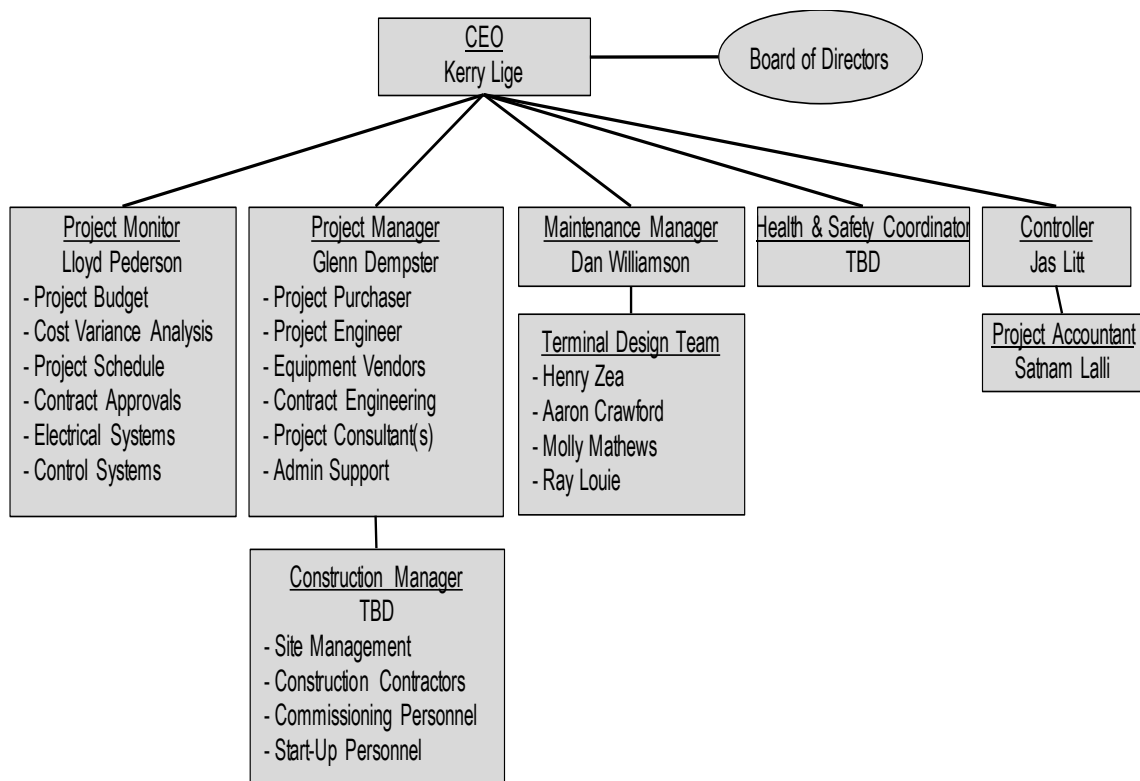 CEO
Kerry Lige
Board of Directors
Project Monitor
Lloyd Pederson
- Project Budget
- Cost Variance Analysis
- Project Schedule
- Contract Approvals
- Electrical Systems
- Control Systems
Project Manager
Glenn Dempster
- Project Purchaser
- Project Engineer
- Equipment Vendors
- Contract Engineering
- Project Consultant(s)
- Admin Support
Maintenance Manager
Dan Williamson
Health & Safety Coordinator
TBD
Controller
Jas Litt
Terminal Design Team
- Henry Zea
- Aaron Crawford
- Molly Mathews
- Ray Louie
Project Accountant
Satnam Lalli
Construction Manager
TBD
- Site Management
- Construction Contractors
- Commissioning Personnel
- Start-Up Personnel